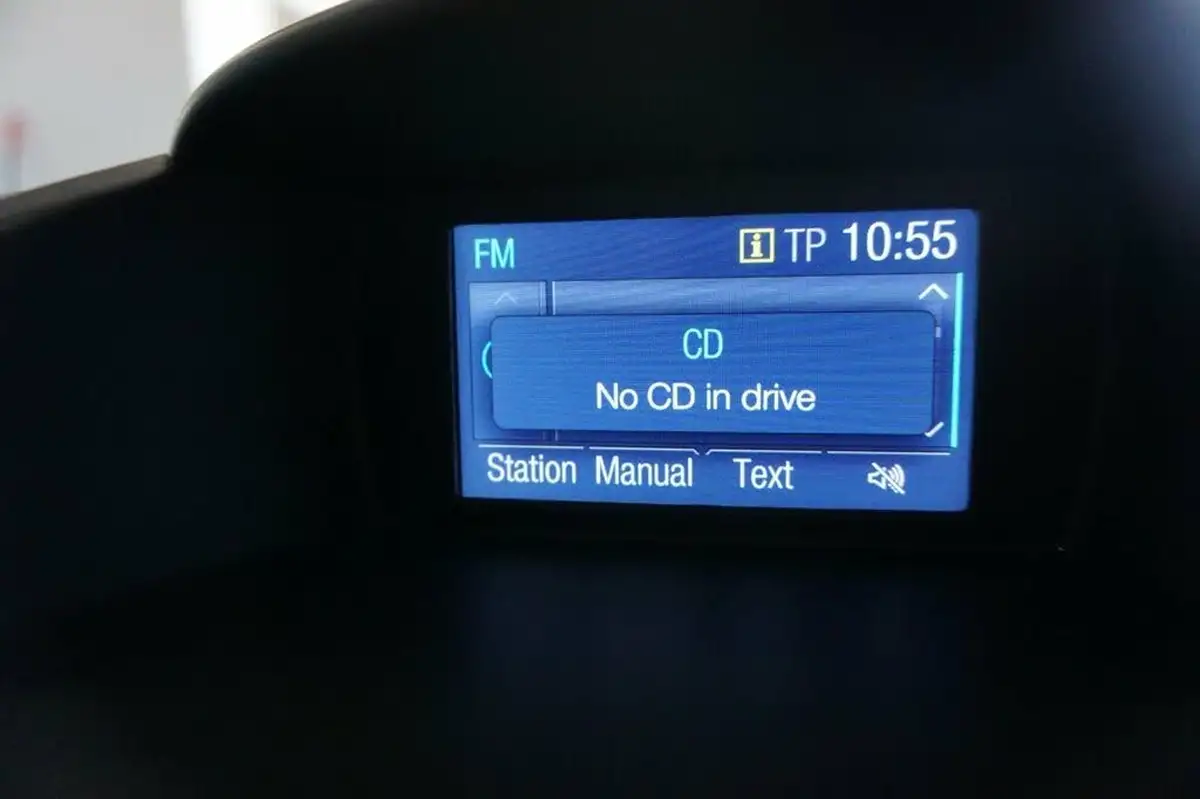 FM i TP 10:55
CD
No CD in drive
Station Manual Text